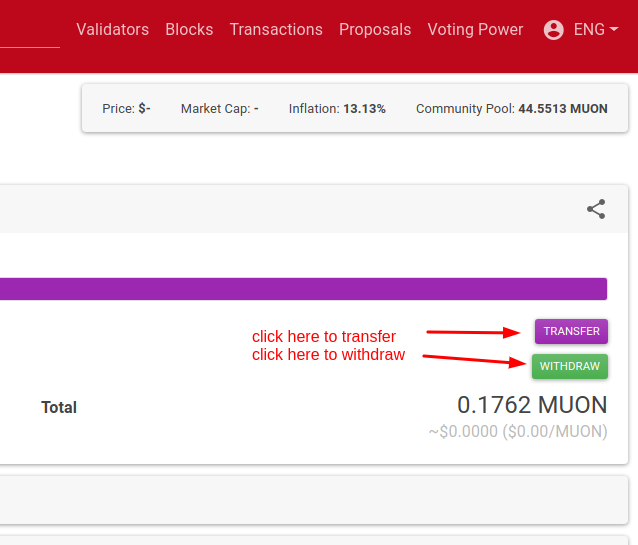 Validators Blocks Transactions Proposals Voting Power ENG
Price: $- Market Cap: - Inflation: 13.13% Community Pool: 44.5513 MUON
TRANSFER
click here to transfer
click here to withdraw
WITHDRAW
Total 0.1762 MUON
~$0.0000 ($0.00/MUON)